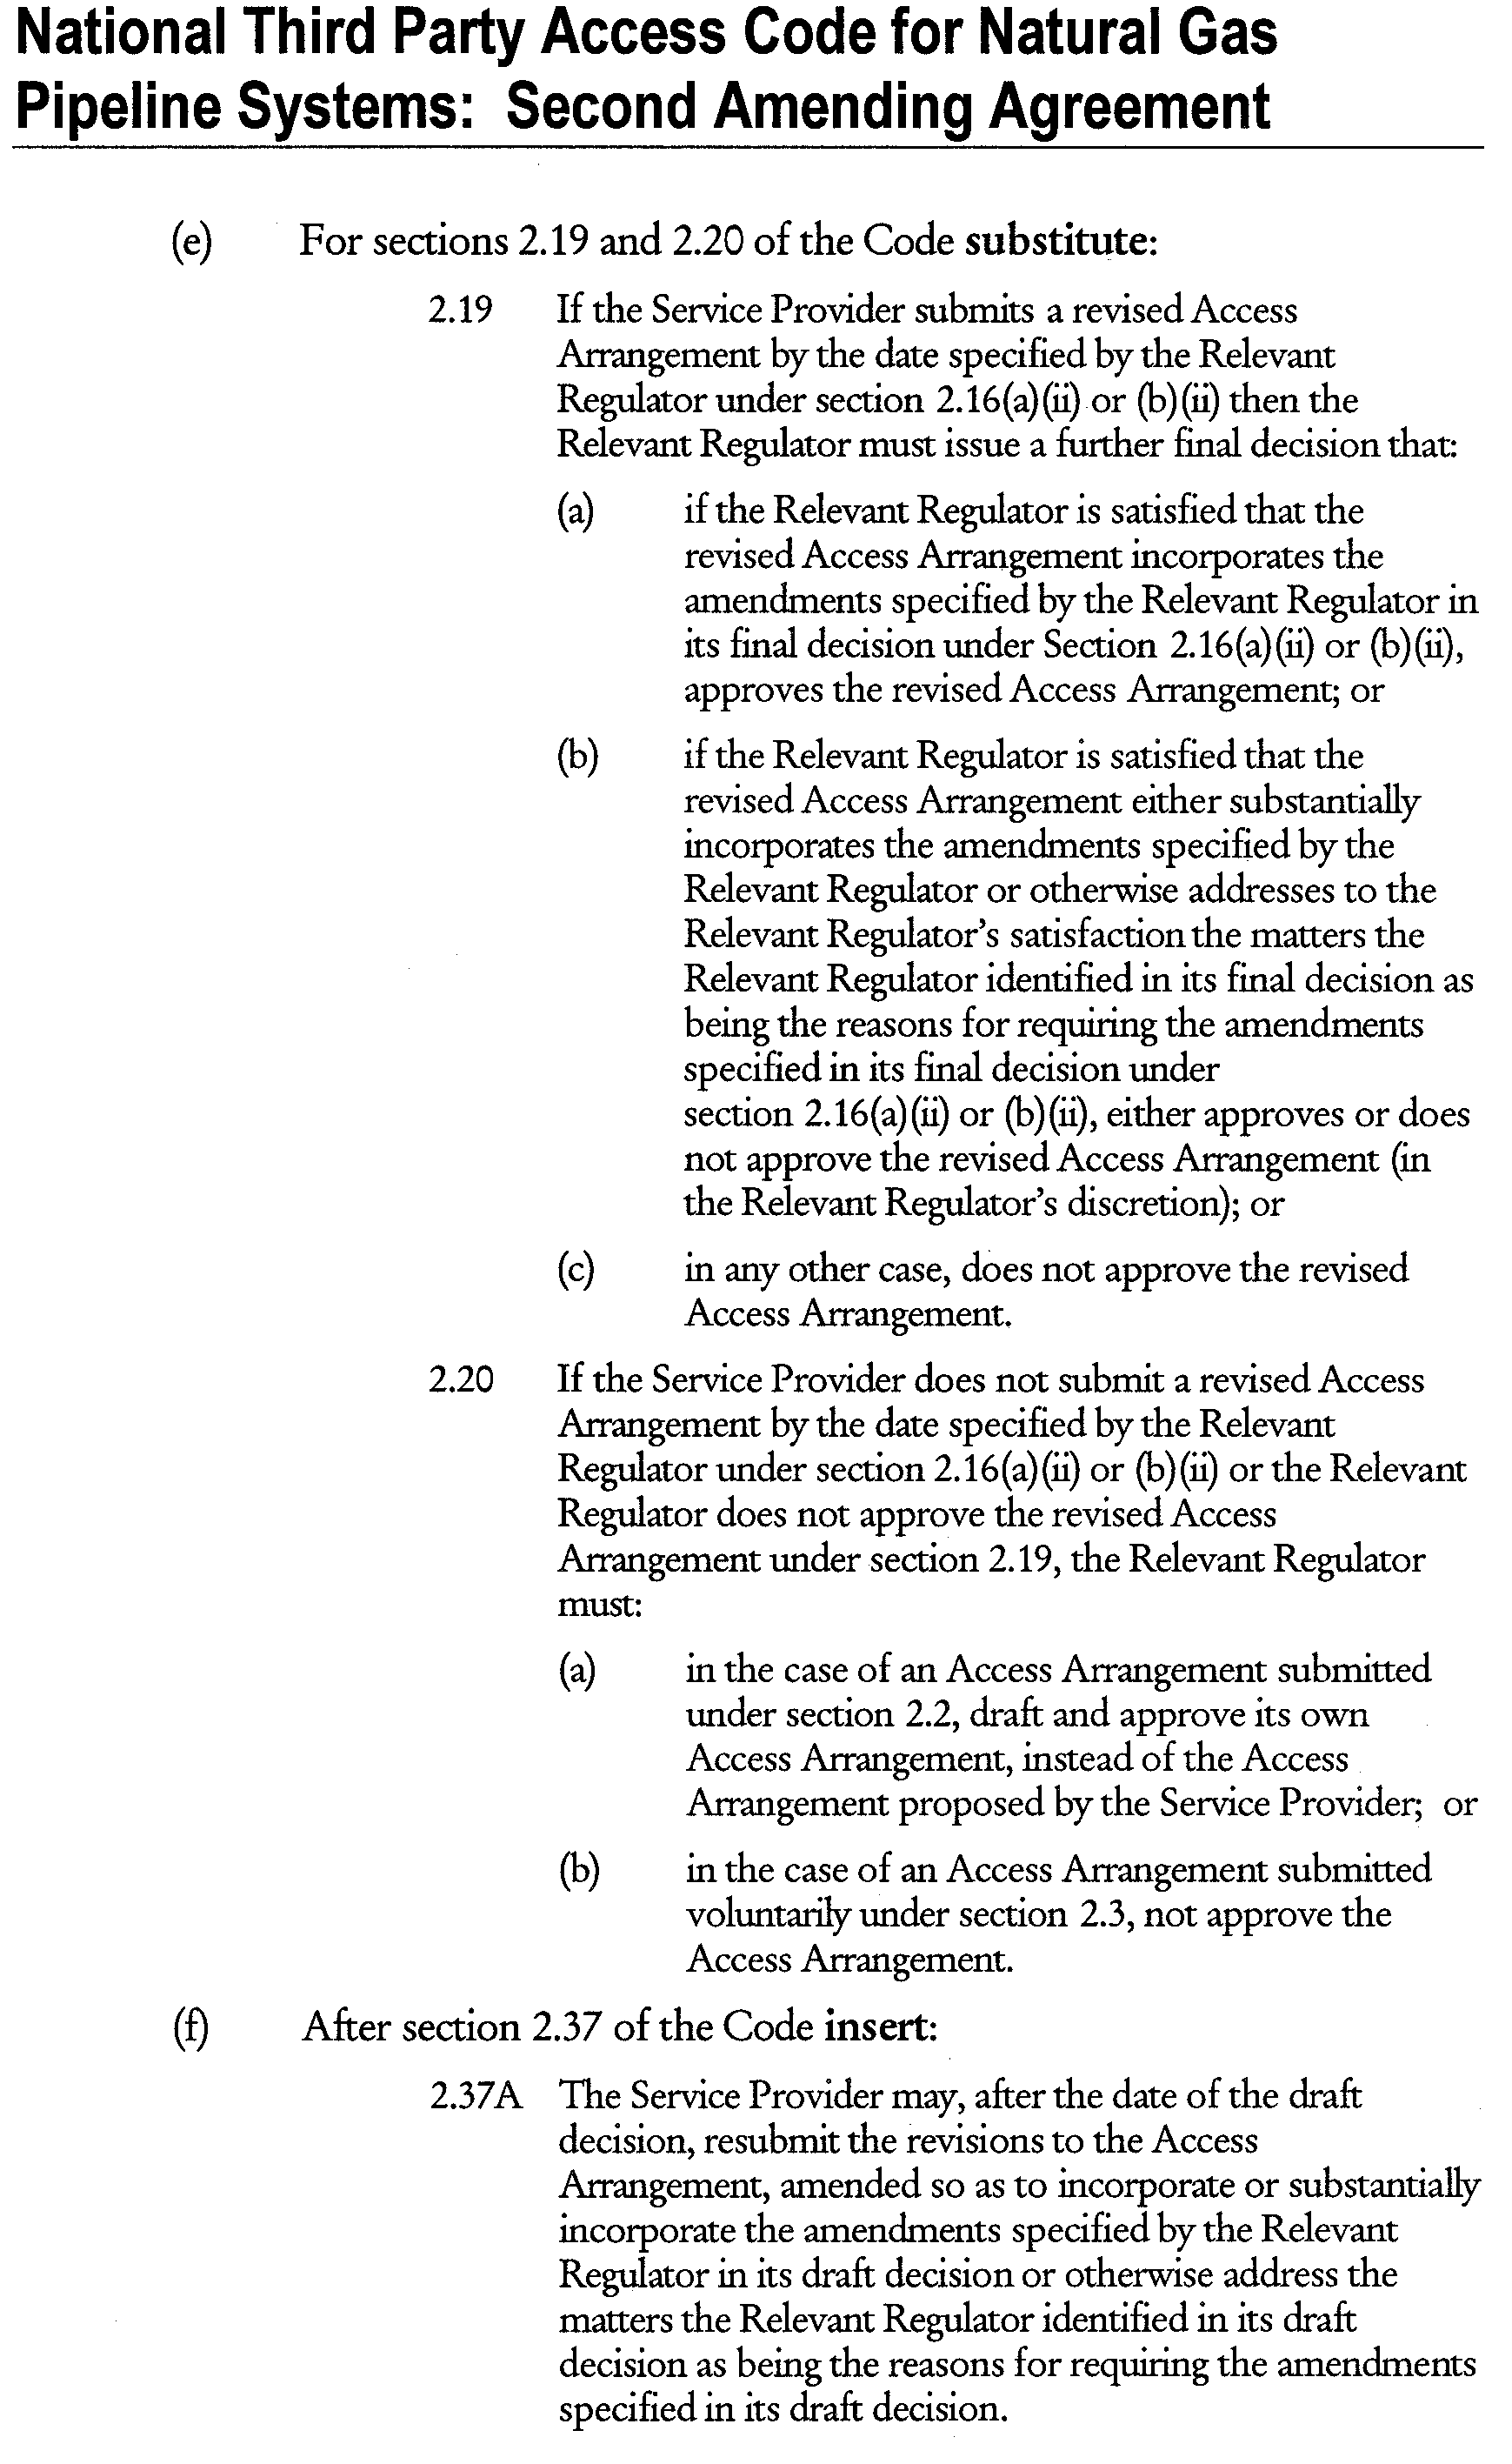 National Third Party Access Code for Natural Gas
Pipeline Systems: Second Amending Agreement
(e) For sections 2.19 and 2.20 of the Code substitute:
2.19 If the Service Provider submits a revised Access
Arrangement by the date specified by the Relevant
Regulator under section 2.16(a)(ii) or (b)(ii) then the
Relevant Regulator must issue a further final decision that:
(a) if the Relevant Regulator is satisfied that the
revised Access Arrangement incorporates the
amendments specified by the Relevant Regulator in
its final decision under Section 2.16(a)(ii) or (b)(ii),
approves the revised Access Arrangement; or
(b) if the Relevant Regulator is satisfied that the
revised Access Arrangement either substantially
incorporates the amendments specified by the
Relevant Regulator or otherwise addresses to the
Relevant Regulator's satisfaction the matters the
Relevant Regulator identified in its final decision as
being the reasons for requiring the amendments
specified in its final decision under
section 2.16(a)(ii) or (b)(ii), either approves or does
not approve the revised Access Arrangement (in
the Relevant Regulator's discretion); or
(c) in any other case, does not approve the revised
Access Arrangement.
2.20 If the Service Provider does not submit a revised Access
Arrangement by the date specified by the Relevant
Regulator under section 2.16(a)(ii) or (b)(ii) or the Relevant
Regulator does not approve the revised Access
Arrangement under section 2.19, the Relevant Regulator
must:
(a) in the case of an Access Arrangement submitted
under section 2.2, draft and approve its own
Access Arrangement, instead of the Access
Arrangement proposed by the Service Provider; or
(b) in the case of an Access Arrangement submitted
voluntarily under section 2.3, not approve the
Access Arrangement.
(f) After section 2.37 of the Code insert:
2.37A The Service Provider may, after the date of the draft
decision, resubmit the revisions to the Access
Arrangement, amended so as to incorporate or substantially
incorporate the amendments specified by the Relevant
Regulator in its draft decision or otherwise address the
matters the Relevant Regulator identified in its draft
decision as being the reasons for requiring the amendments
specified in its draft decision.